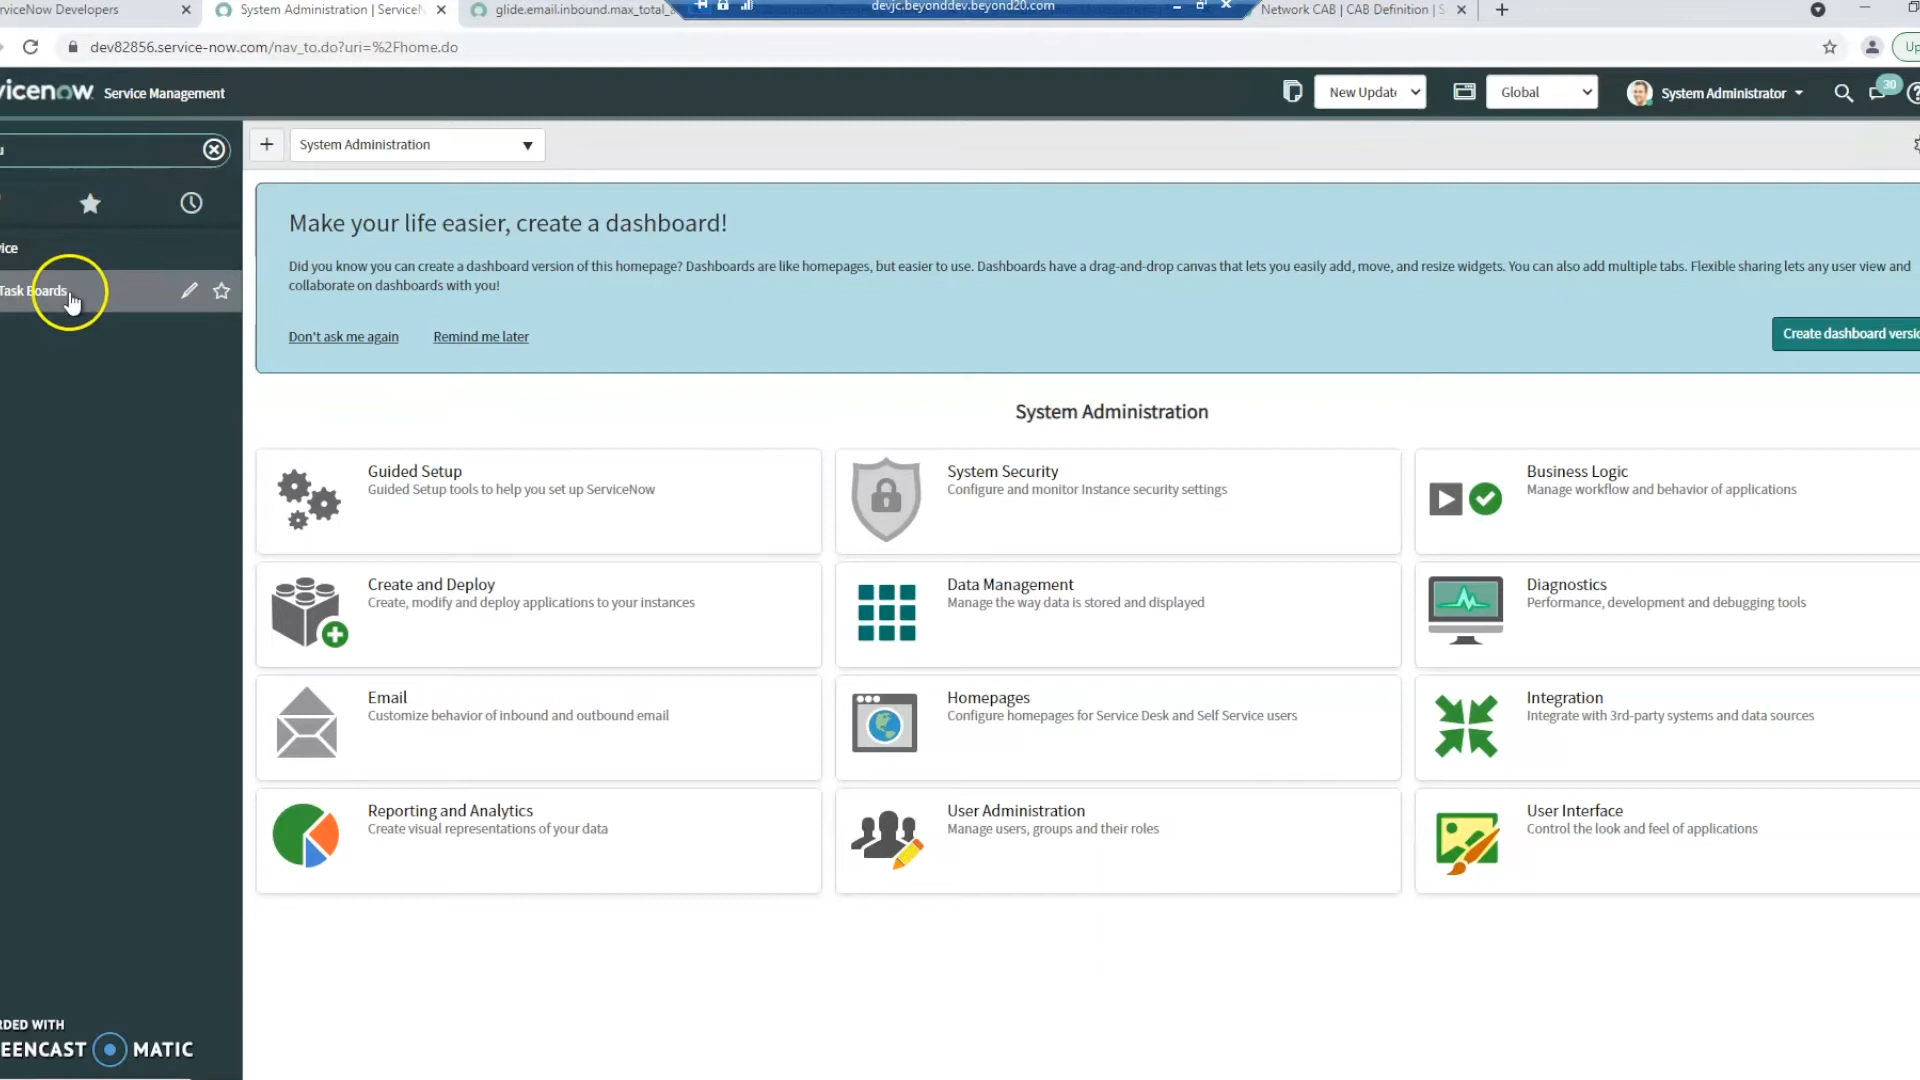 rviceNow Developers
System Administration | ServiceN
glide.email.inbound.max_total_a
devjc.beyonddev.beyond20.com
Network CAB | CAB Definition | S
dev82856.service-now.com/nav_to.do?uri=%2Fhome.do
Up
vicenow Service Management
New Update
Global
System Administrator
30
u
System Administration
Make your life easier, create a dashboard!
Did you know you can create a dashboard version of this homepage? Dashboards are like homepages, but easier to use. Dashboards have a drag-and-drop canvas that lets you easily add, move, and resize widgets. You can also add multiple tabs. Flexible sharing lets any user view and
collaborate on dashboards with you!
Don't ask me again
Remind me later
Create dashboard versio
vice
Task Boards
System Administration
Guided Setup
Guided Setup tools to help you set up ServiceNow
System Security
Configure and monitor Instance security settings
Business Logic
Manage workflow and behavior of applications
Create and Deploy
Create, modify and deploy applications to your instances
Data Management
Manage the way data is stored and displayed
Diagnostics
Performance, development and debugging tools
Email
Customize behavior of inbound and outbound email
Homepages
Configure homepages for Service Desk and Self Service users
Integration
Integrate with 3rd-party systems and data sources
Reporting and Analytics
Create visual representations of your data
User Administration
Manage users, groups and their roles
User Interface
Control the look and feel of applications
RDED WITH
EENCAST MATIC